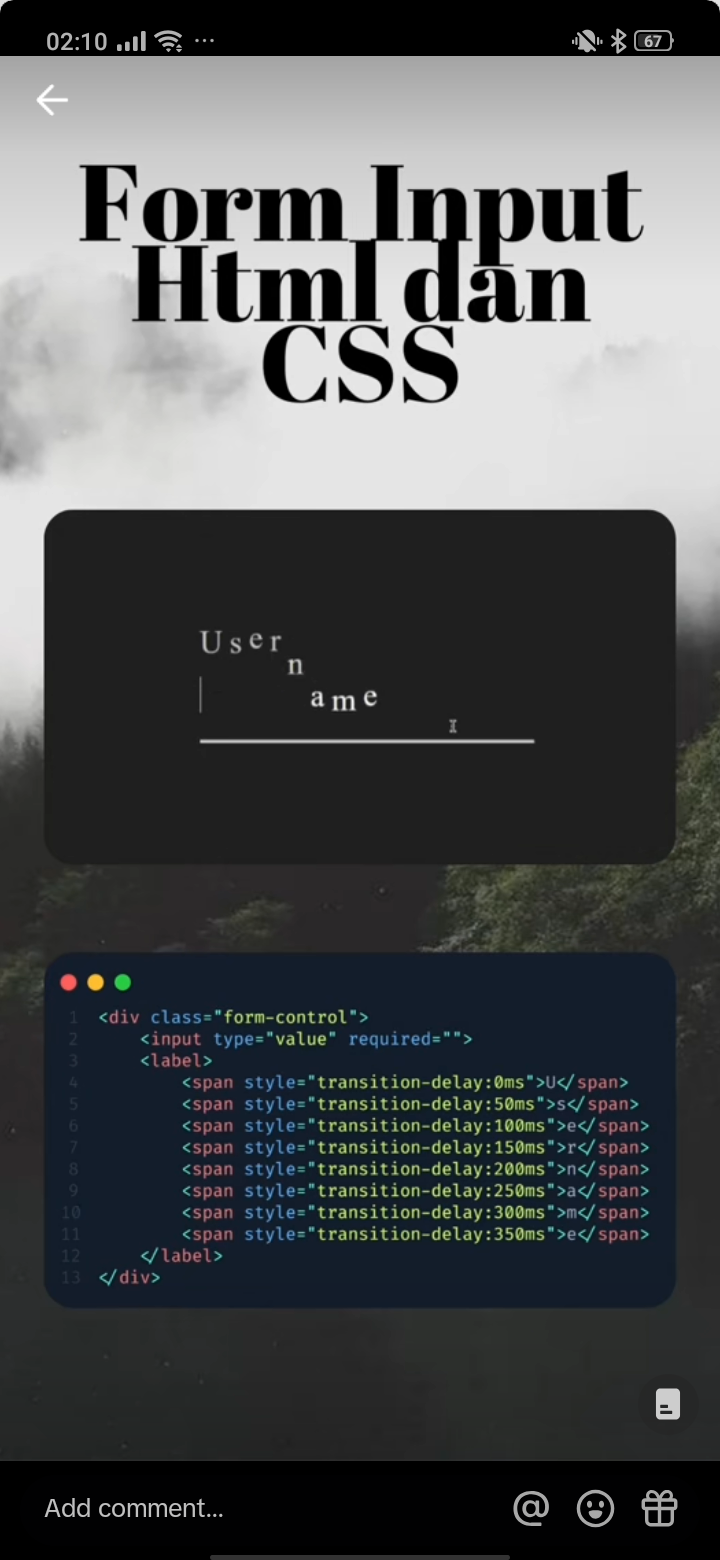 02:10
67
Form Input
Html dan
CSS
Username
1 <div class="form-control">
2 <input type="value" required="">
3 <label>
4 <span style="transition-delay:0ms">U</span>
5 <span style="transition-delay:50ms">s</span>
6 <span style="transition-delay:100ms">e</span>
7 <span style="transition-delay:150ms">r</span>
8 <span style="transition-delay:200ms">n</span>
9 <span style="transition-delay:250ms">a</span>
10 <span style="transition-delay:300ms">m</span>
11 <span style="transition-delay:350ms">e</span>
12 </label>
13 </div>
Add comment...